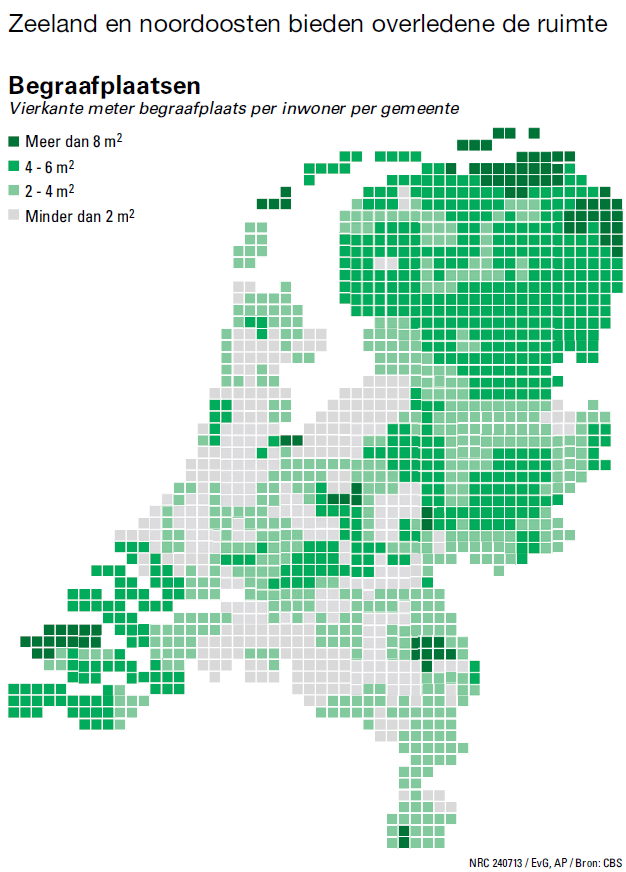 Zeeland en noordoosten bieden overledene de ruimte
Begraafplaatsen
Vierkante meter begraafplaats per inwoner per gemeente
Meer dan 8 m²
4 - 6 m²
2 - 4 m²
Minder dan 2 m²
NRC 240713 / EvG, AP / Bron: CBS